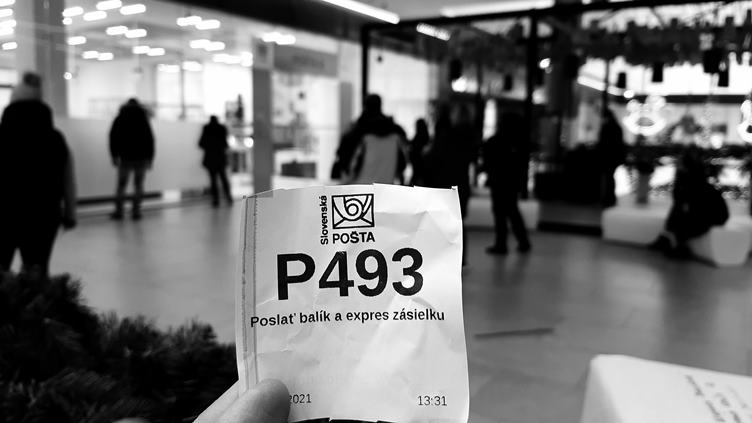 Slovenská
POŠTA
P493
Poslať balík a expres zásielku
2021 13:31